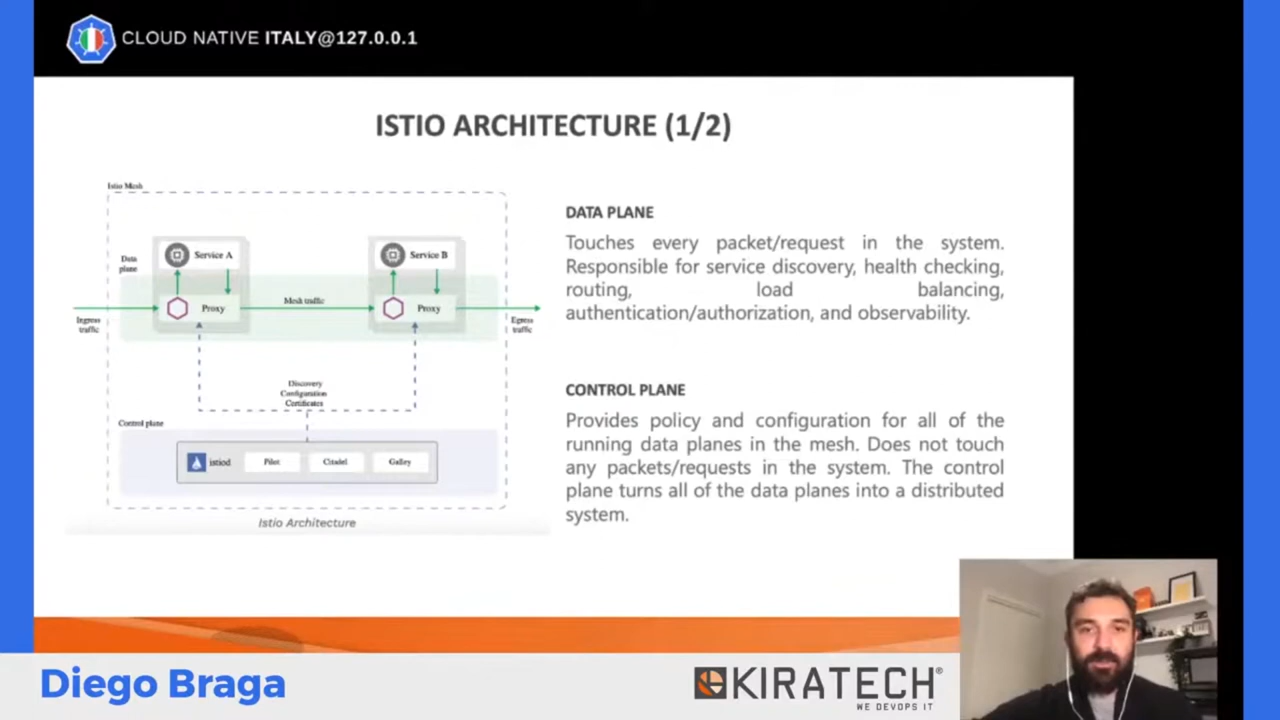 CLOUD NATIVE ITALY@127.0.0.1
ISTIO ARCHITECTURE (1/2)
Istio Mesh
Data
plane
Service A
Service B
Proxy
Mesh traffic
Proxy
Ingress
traffic
Egress
traffic
Discovery
Configuration
Certificates
Control plane
istiod
Pilot
Citadel
Galley
Istio Architecture
DATA PLANE
Touches every packet/request in the system.
Responsible for service discovery, health checking,
routing, load balancing,
authentication/authorization, and observability.
CONTROL PLANE
Provides policy and configuration for all of the
running data planes in the mesh. Does not touch
any packets/requests in the system. The control
plane turns all of the data planes into a distributed
system.
Diego Braga
KIRATECH®
WE DEVOPS IT